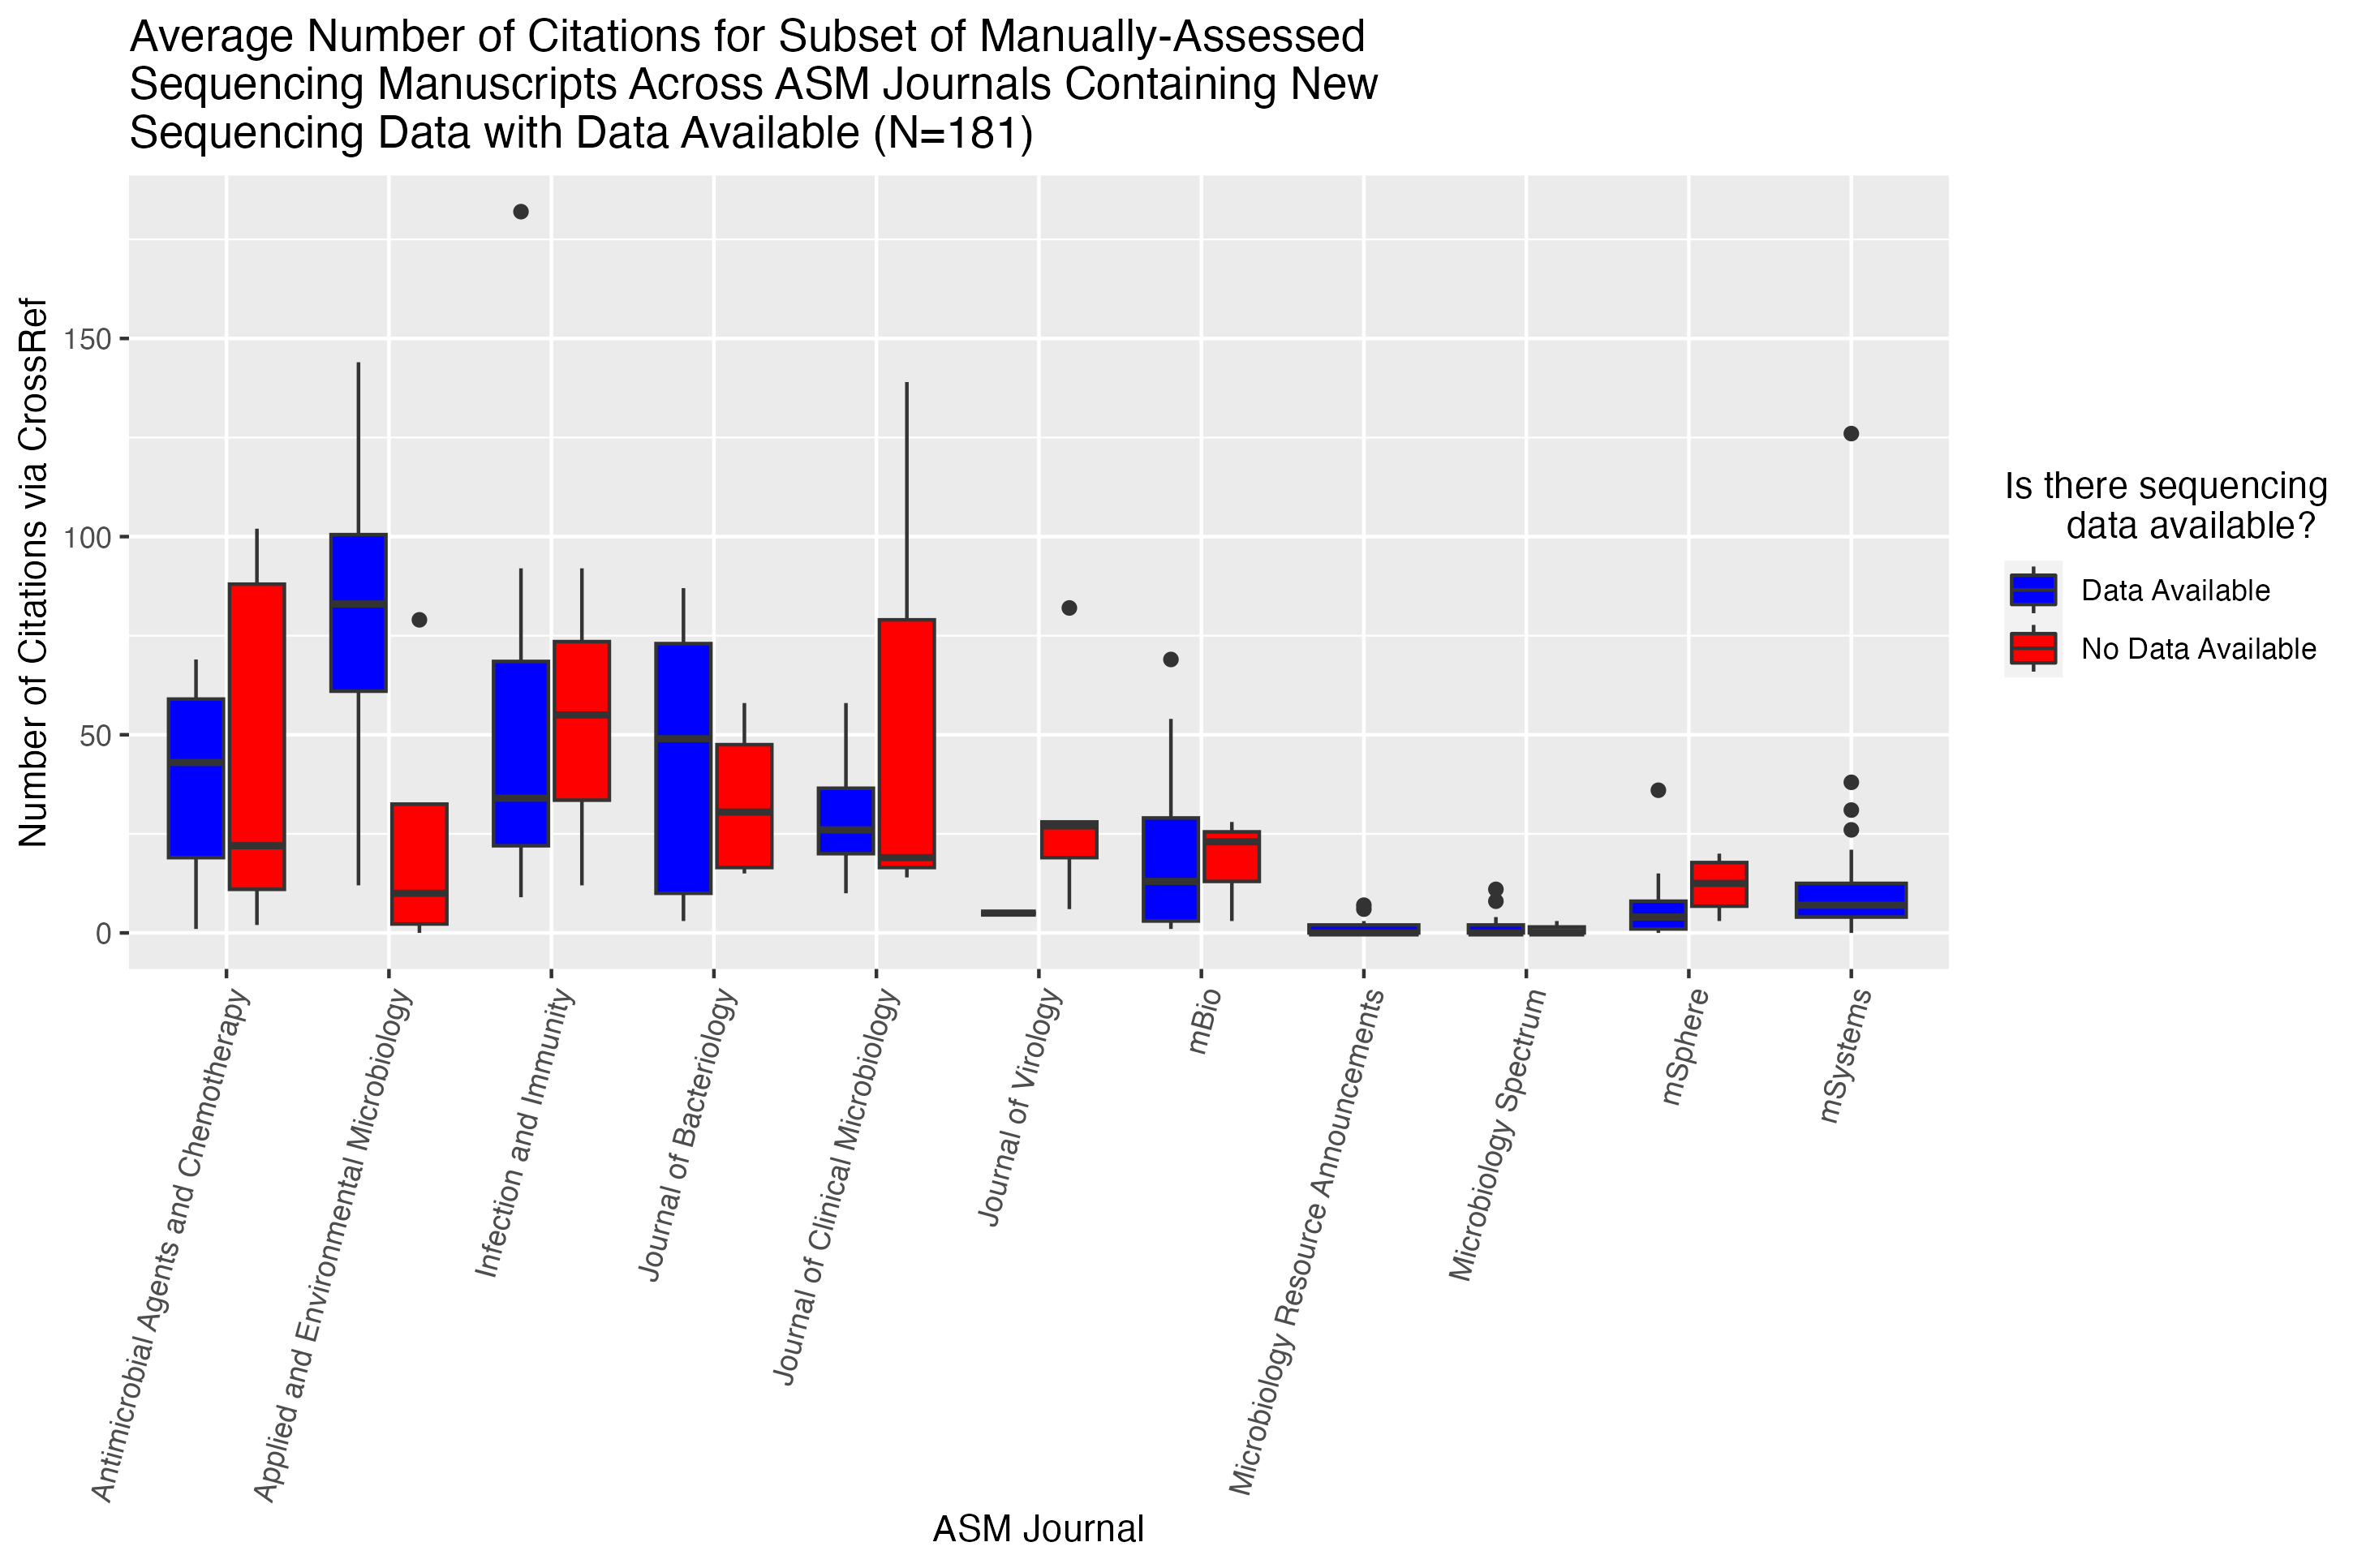 Average Number of Citations for Subset of Manually-Assessed
Sequencing Manuscripts Across ASM Journals Containing New
Sequencing Data with Data Available (N=181)
Number of Citations via CrossRef
150
100
50
0
Is there sequencing
data available?
Data Available
No Data Available
Antimicrobial Agents and Chemotherapy
Applied and Environmental Microbiology
Infection and Immunity
Journal of Bacteriology
Journal of Clinical Microbiology
Journal of Virology
mBio
Microbiology Resource Announcements
Microbiology Spectrum
mSphere
mSystems
ASM Journal